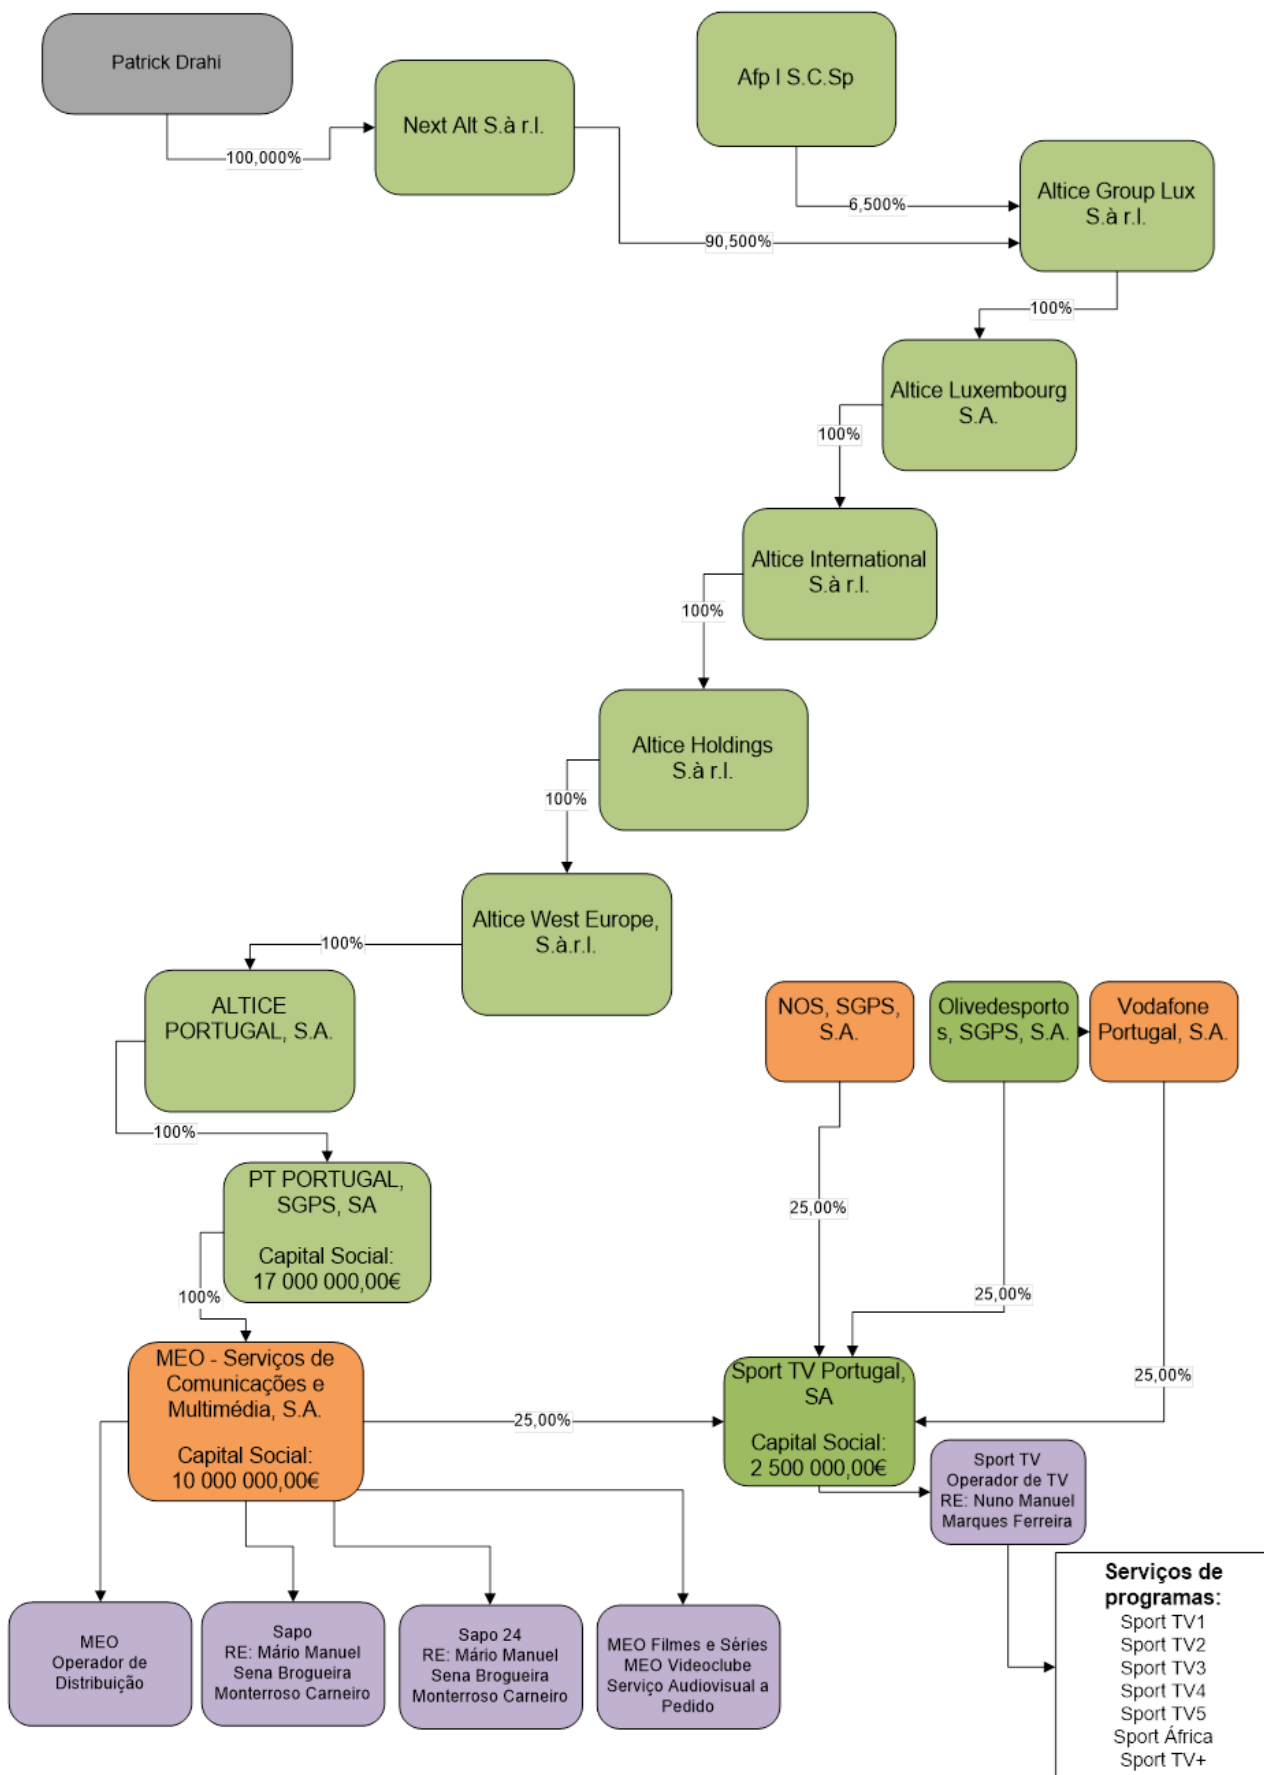 Patrick Drahi
Next Alt S.à r.l.
Afp I S.C.Sp
100,000%
6,500%
90,500%
Altice Group Lux
S.à r.l.
100%
Altice Luxembourg
S.A.
100%
Altice International
S.à r.l.
100%
Altice Holdings
S.à r.l.
100%
Altice West Europe,
S.à.r.l.
100%
ALTICE
PORTUGAL, S.A.
100%
PT PORTUGAL,
SGPS, SA
Capital Social:
17 000 000,00€
100%
NOS, SGPS,
S.A.
Olivedesporto
s, SGPS, S.A.
Vodafone
Portugal, S.A.
25,00%
25,00%
25,00%
MEO - Serviços de
Comunicações e
Multimédia, S.A.
Capital Social:
10 000 000,00€
25,00%
Sport TV Portugal,
SA
Capital Social:
2 500 000,00€
Sport TV
Operador de TV
RE: Nuno Manuel
Marques Ferreira
MEO
Operador de
Distribuição
Sapo
RE: Mário Manuel
Sena Brogueira
Monterroso Carneiro
Sapo 24
RE: Mário Manuel
Sena Brogueira
Monterroso Carneiro
MEO Filmes e Séries
MEO Videoclube
Serviço Audiovisual a
Pedido
Serviços de
programas:
Sport TV1
Sport TV2
Sport TV3
Sport TV4
Sport TV5
Sport África
Sport TV+